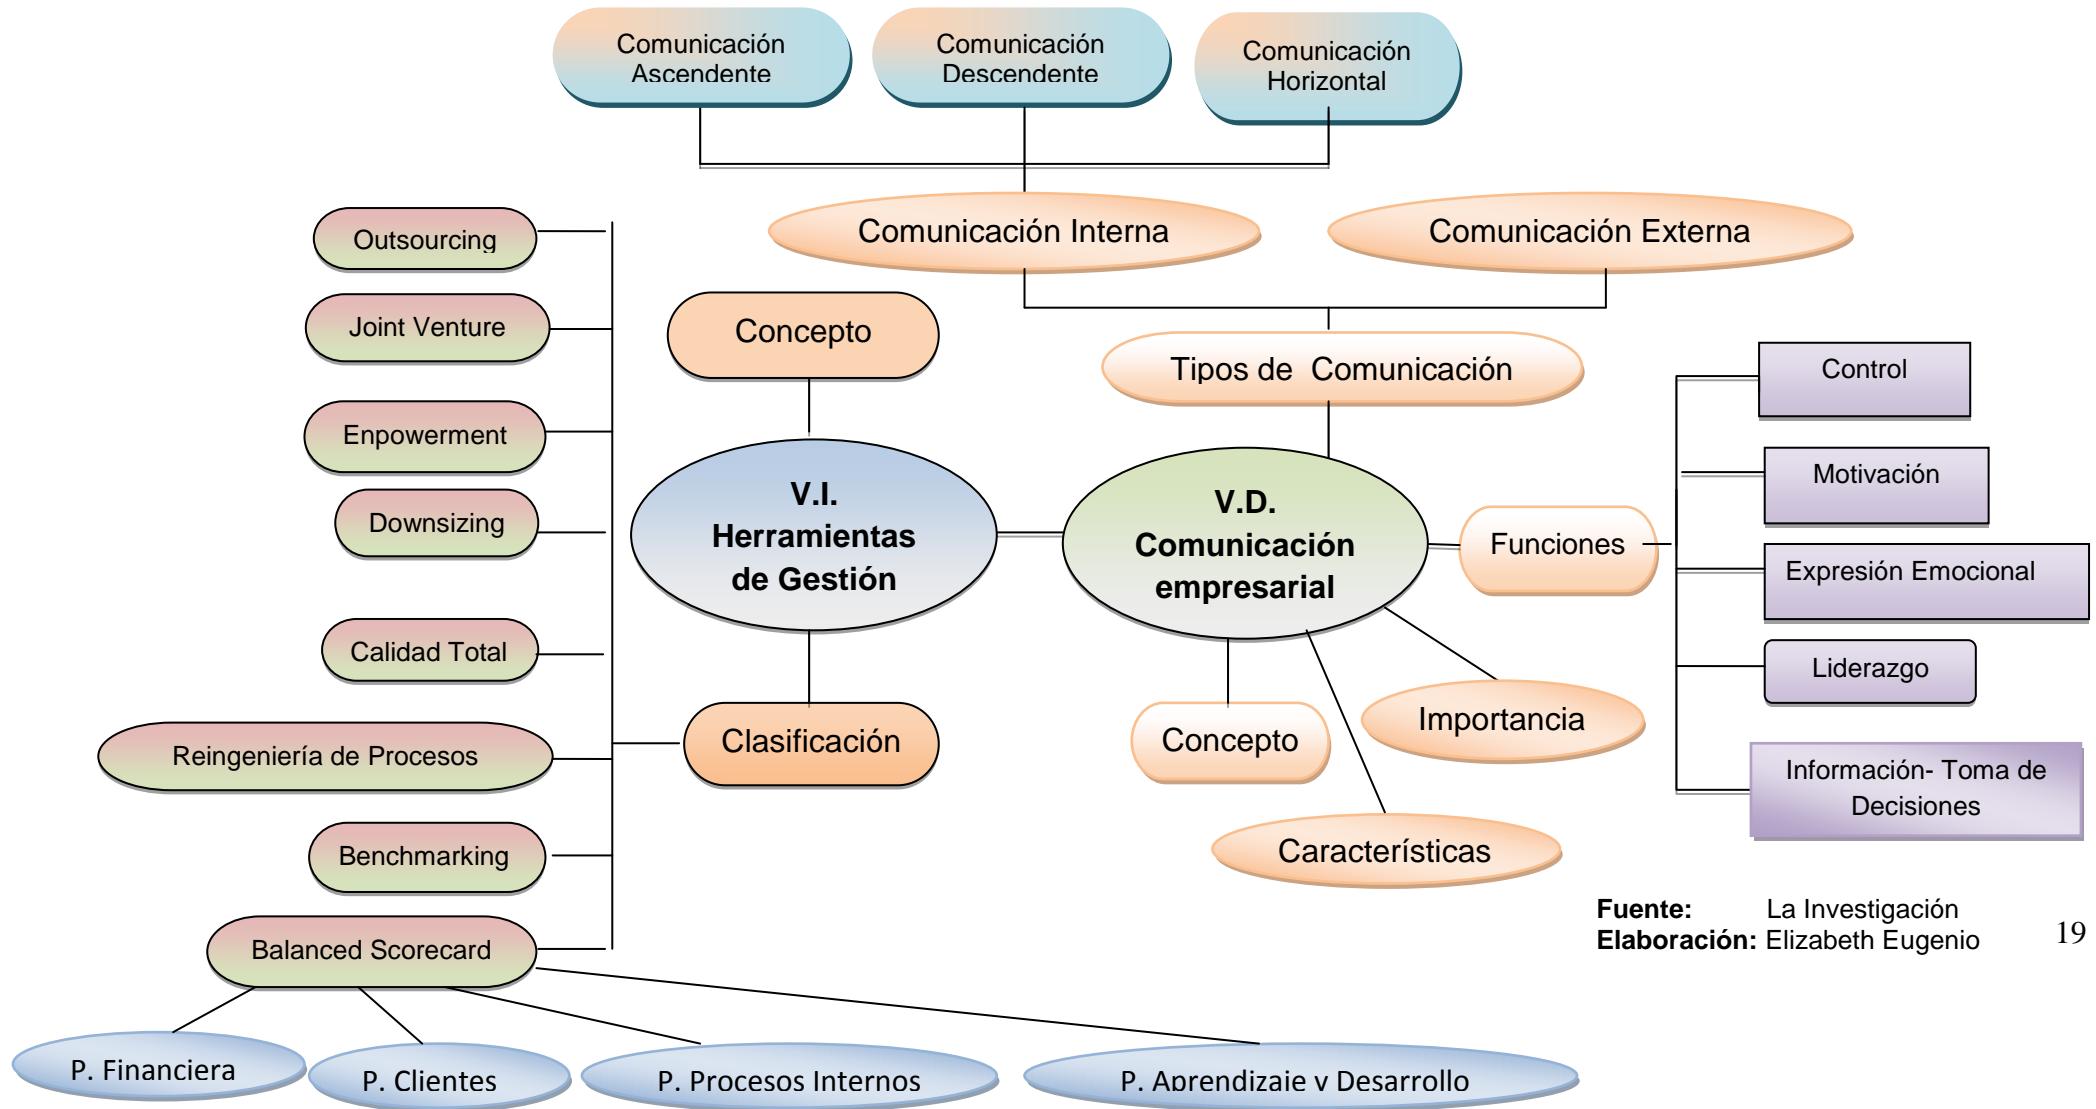 Comunicación
Ascendente
Comunicación
Descendente
Comunicación
Horizontal
Comunicación Interna
Comunicación Externa
Outsourcing
Joint Venture
Enpowerment
Downsizing
Calidad Total
Reingeniería de Procesos
Benchmarking
Balanced Scorecard
Concepto
V.I.
Herramientas
de Gestión
Clasificación
Tipos de Comunicación
V.D.
Comunicación
empresarial
Funciones
Concepto
Importancia
Características
Control
Motivación
Expresión Emocional
Liderazgo
Información- Toma de
Decisiones
Fuente: La Investigación
Elaboración: Elizabeth Eugenio
19
P. Financiera
P. Clientes
P. Procesos Internos
P. Aprendizaje y Desarrollo